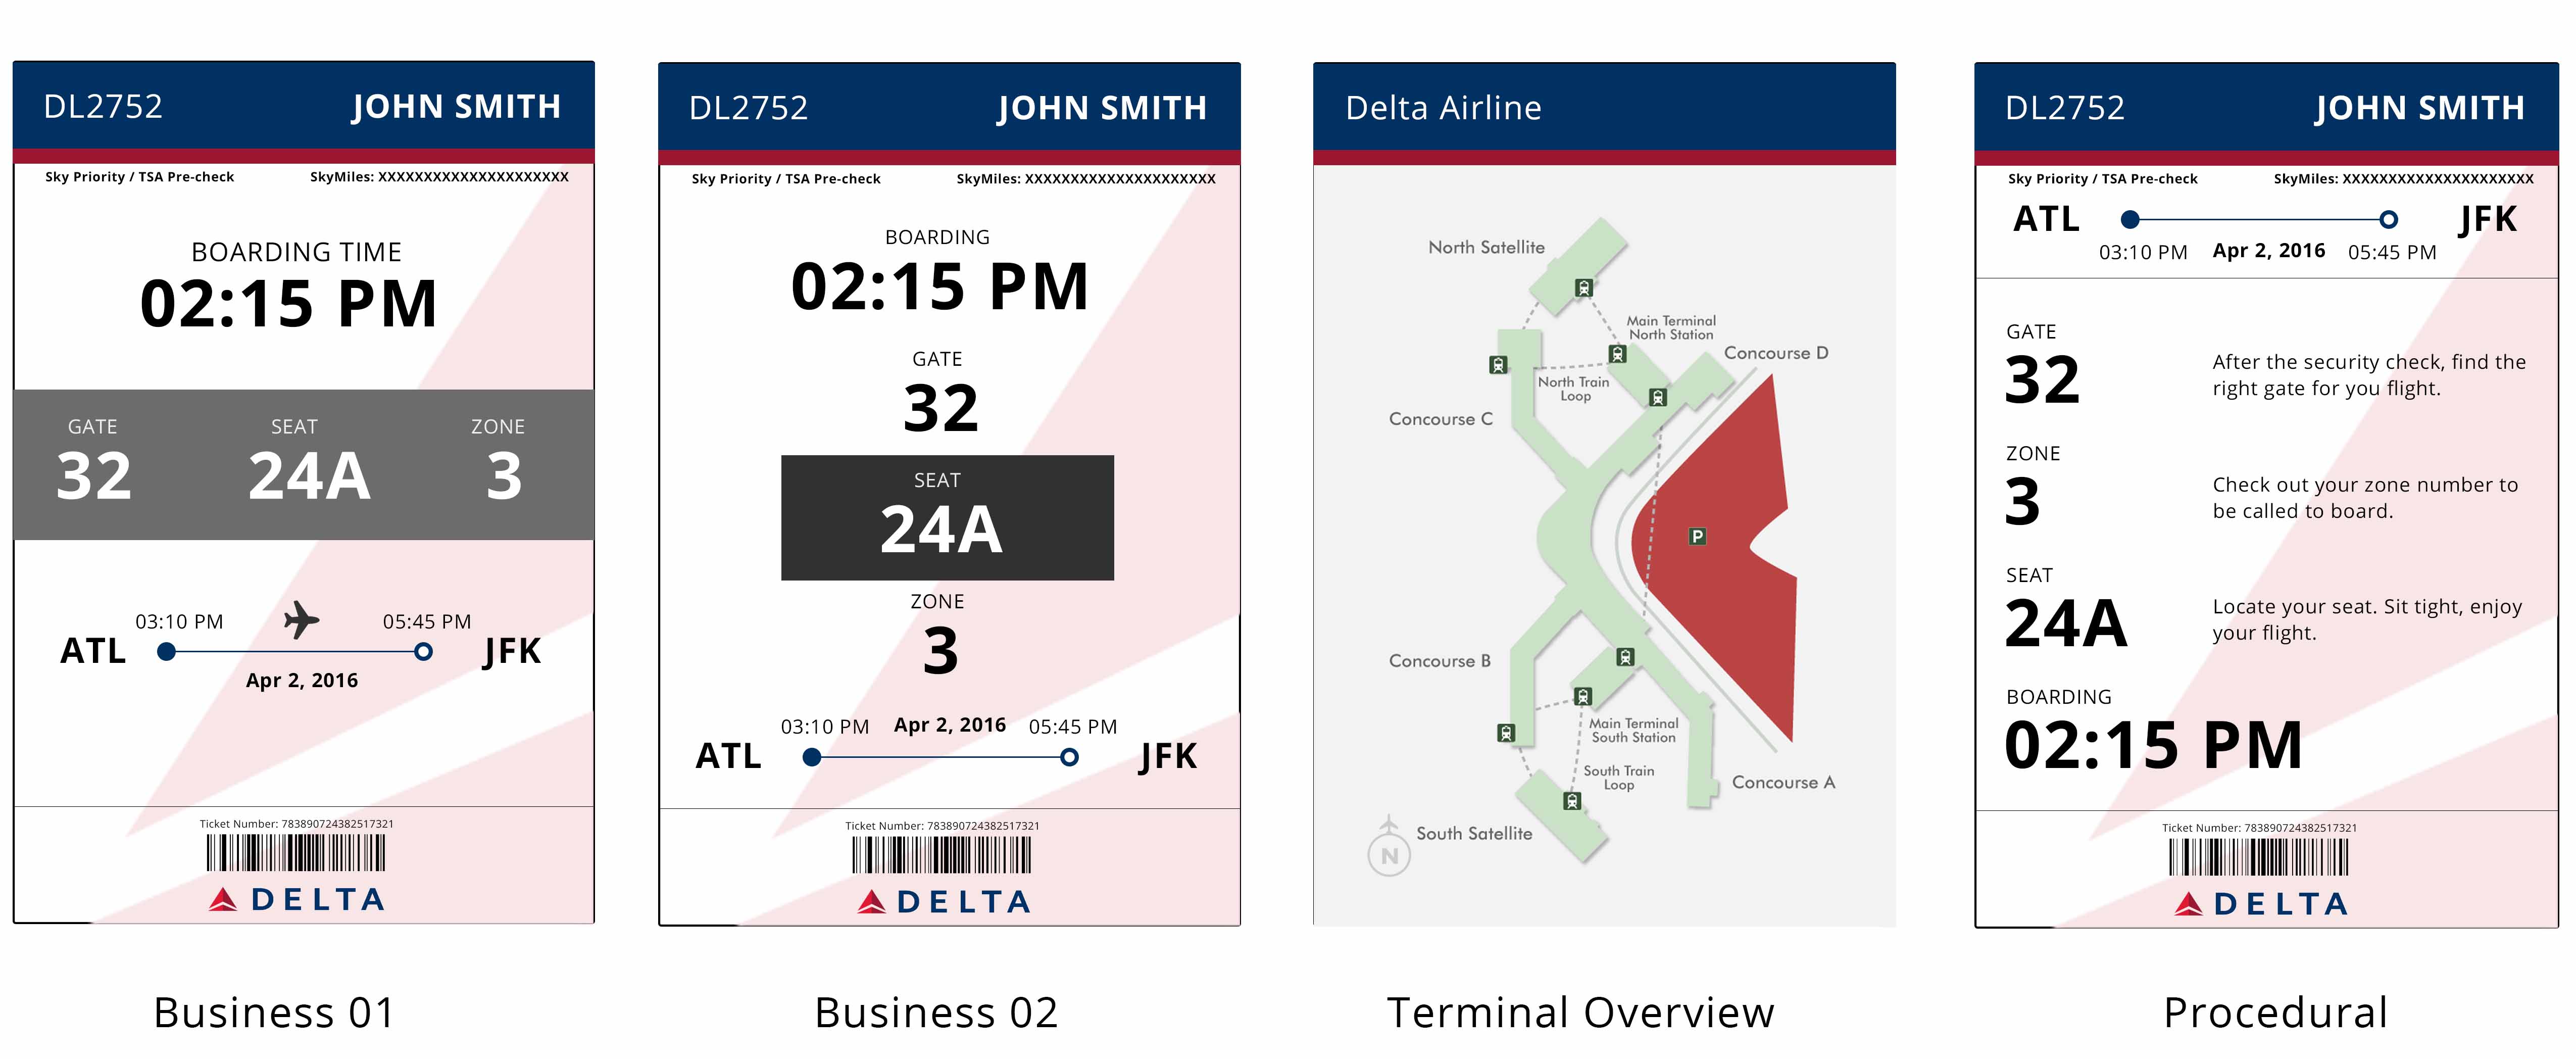 DL2752 JOHN SMITH
Sky Priority / TSA Pre-check SkyMiles: XXXXXXXXXXXXXXXXXXXXX
BOARDING TIME
02:15 PM
GATE SEAT ZONE
32 24A 3
03:10 PM 05:45 PM
ATL JFK
Apr 2, 2016
Ticket Number: 783890724382517321
DELTA
Business 01
DL2752 JOHN SMITH
Sky Priority / TSA Pre-check SkyMiles: XXXXXXXXXXXXXXXXXXXXX
BOARDING
02:15 PM
GATE
32
SEAT
24A
ZONE
3
03:10 PM Apr 2, 2016 05:45 PM
ATL JFK
Ticket Number: 783890724382517321
DELTA
Business 02
Delta Airline
North Satellite
Main Terminal
North Station
Concourse D
North Train
Loop
Concourse C
P
Concourse B
Main Terminal
South Station
South Train
Loop
Concourse A
South Satellite
N
Terminal Overview
DL2752 JOHN SMITH
Sky Priority / TSA Pre-check SkyMiles: XXXXXXXXXXXXXXXXXXXXX
ATL JFK
03:10 PM Apr 2, 2016 05:45 PM
GATE
32
After the security check, find the
right gate for you flight.
ZONE
3
Check out your zone number to
be called to board.
SEAT
24A
Locate your seat. Sit tight, enjoy
your flight.
BOARDING
02:15 PM
Ticket Number: 783890724382517321
DELTA
Procedural